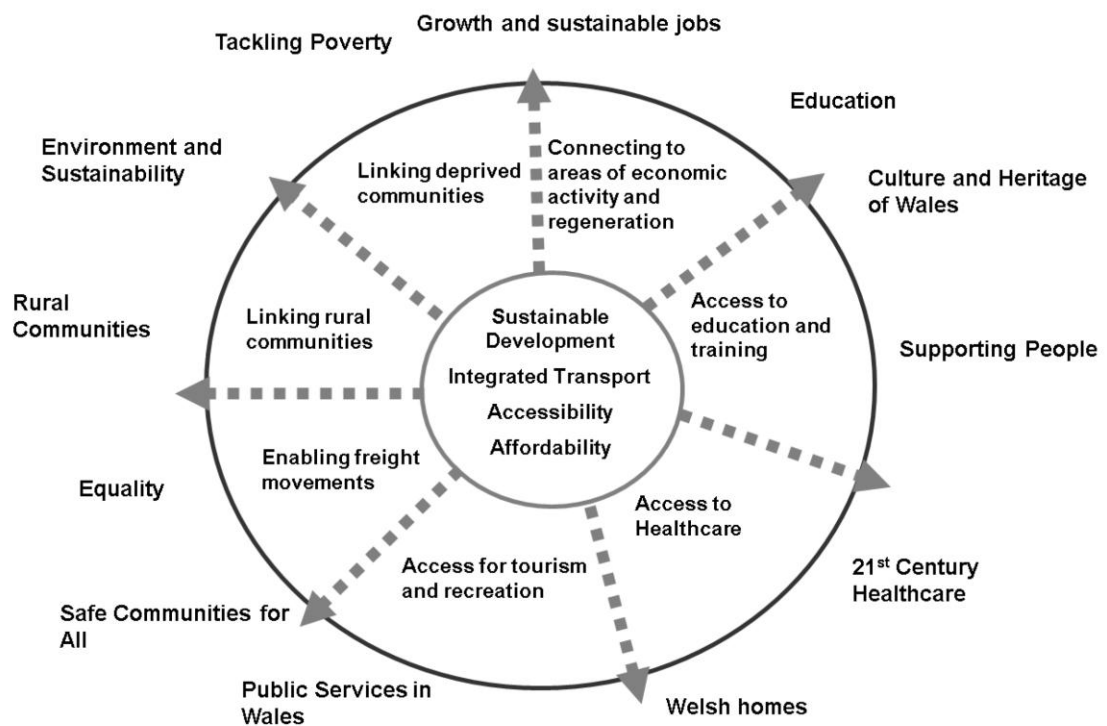 Growth and sustainable jobs
Tackling Poverty
Education
Environment and
Sustainability
Culture and Heritage
of Wales
Rural
Communities
Supporting People
Equality
21st Century
Healthcare
Safe Communities for
All
Public Services in
Wales
Welsh homes
Linking deprived
communities
Connecting to
areas of economic
activity and
regeneration
Linking rural
communities
Access to
education and
training
Enabling freight
movements
Access to
Healthcare
Access for tourism
and recreation
Sustainable
Development
Integrated Transport
Accessibility
Affordability